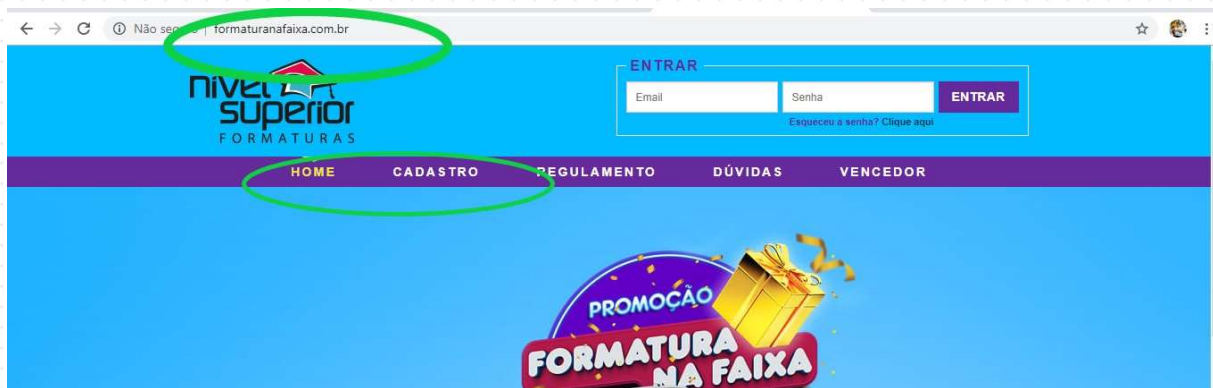 Não seguro | formaturanafaixa.com.br
nível
superior
FORMATURAS
ENTRAR
Email
Senha
ENTRAR
Esqueceu a senha? Clique aqui
HOME CADASTRO REGULAMENTO DÚVIDAS VENCEDOR
PROMOÇÃO
FORMATURA
NA FAIXA